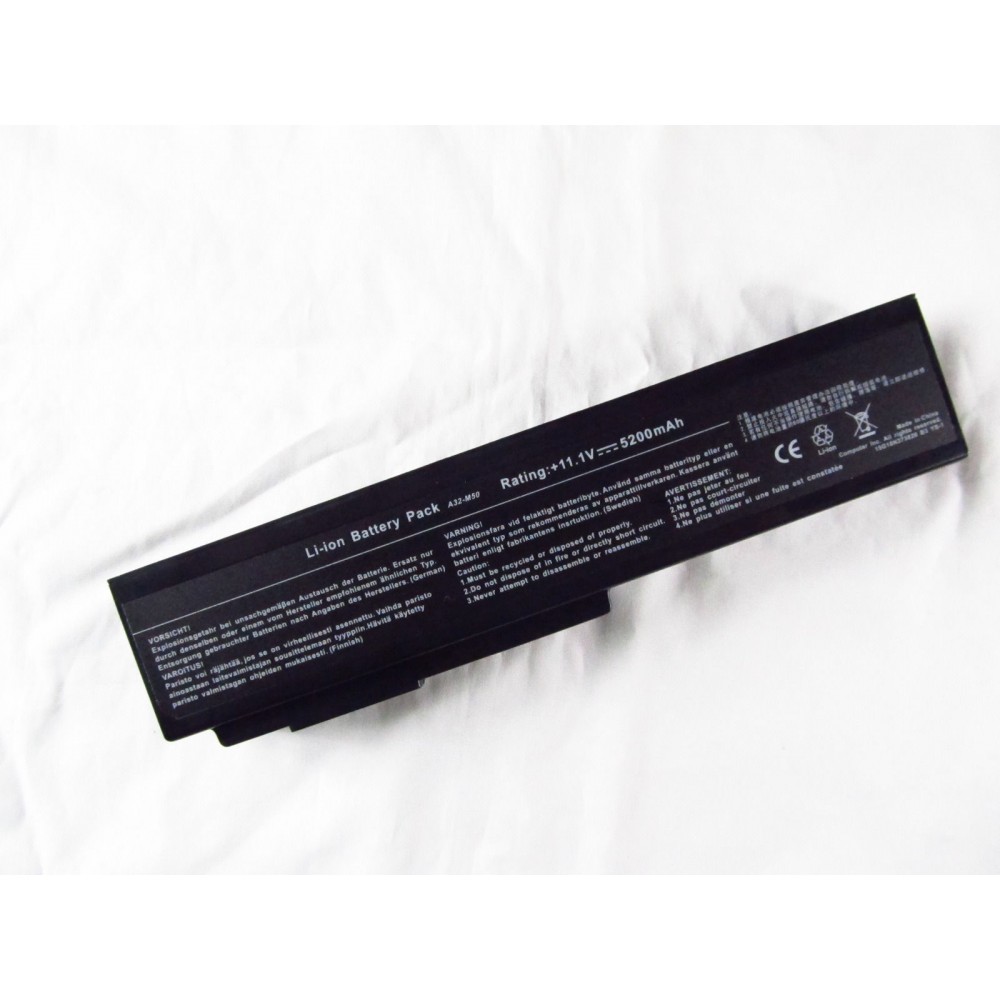 Li-ion Battery Pack A32-M50 Rating:+11.1V 5200mAh
VORSICHT!
Explosionsgetahr bei unsachgemäßen Austausch der Batterie. Ersatz nur
durch denselben oder einem vom Hersteller empfohlenem ähnlichen Typ.
Entsorgung gebrauchter Batterien nach Angaben des Herstellers. (German)
VAROITUS!
Paristo voi räjähtää.jos se on virheellisesti asennettu.Vaihda paristo
ainoastaan laitevalmistajan sousittelemaan tyyppiin.Hävitä käytetty
paristo valmistagan ohjeiden mukaisesti. (Finnish)
VARNING!
Explosionsfara vid felaktigt batteribyte. Använd samma batterityp eller en
ekvivalent typ som rekommenderas av apparattillverkaren. Kassera använt
batteri enligt fabrikantens insrtuktion. (Swedish)
Caution:
1.Must be recycled or disposed of properly.
2.Do not dispose of in fire or directly short circuit.
3.Never attempt to disassemble or reassemble.
AVERTISSEMENT:
1.Ne pas jeter au feu
2.Ne pas court-circuiter
3.Ne pas démonter
4.Ne plus utiliser si une fuite est constatée
CE
Li-ion
Computer Inc. Made in China